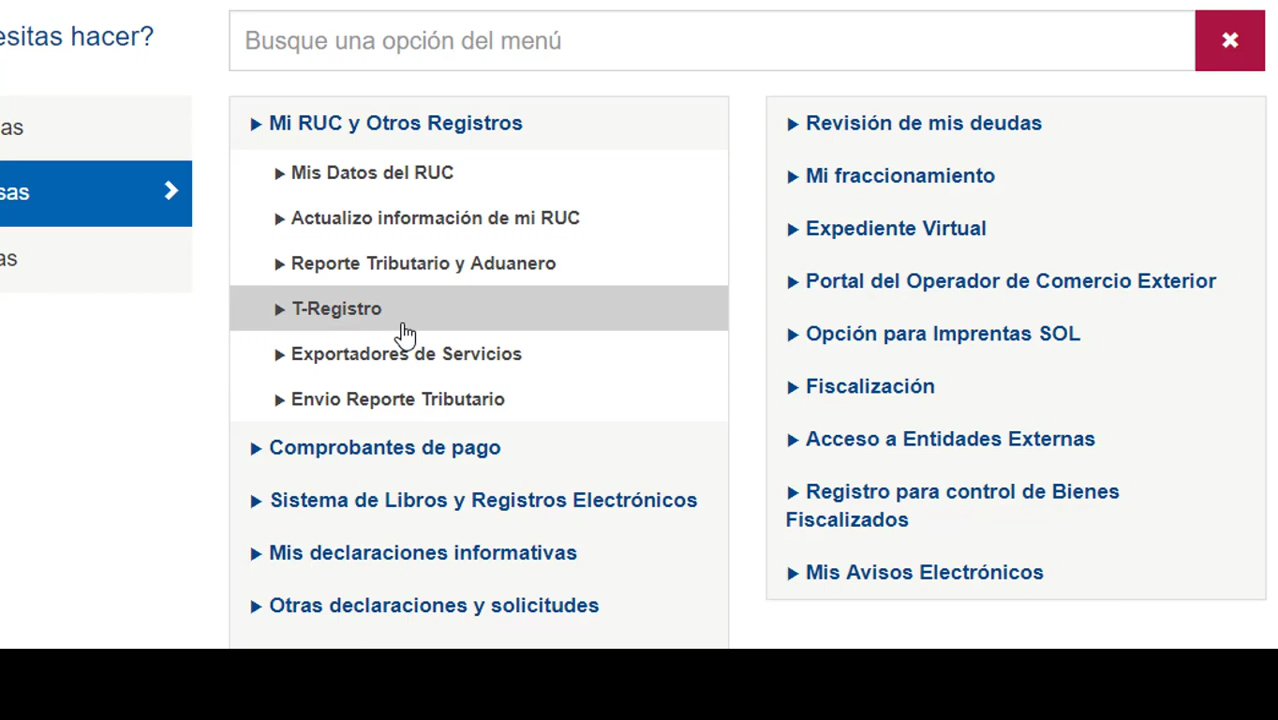 esitas hacer?
Busque una opción del menú
as
sas
as
Mi RUC y Otros Registros
Mis Datos del RUC
Actualizo información de mi RUC
Reporte Tributario y Aduanero
T-Registro
Exportadores de Servicios
Envio Reporte Tributario
Comprobantes de pago
Sistema de Libros y Registros Electrónicos
Mis declaraciones informativas
Otras declaraciones y solicitudes
Revisión de mis deudas
Mi fraccionamiento
Expediente Virtual
Portal del Operador de Comercio Exterior
Opción para Imprentas SOL
Fiscalización
Acceso a Entidades Externas
Registro para control de Bienes
Fiscalizados
Mis Avisos Electrónicos